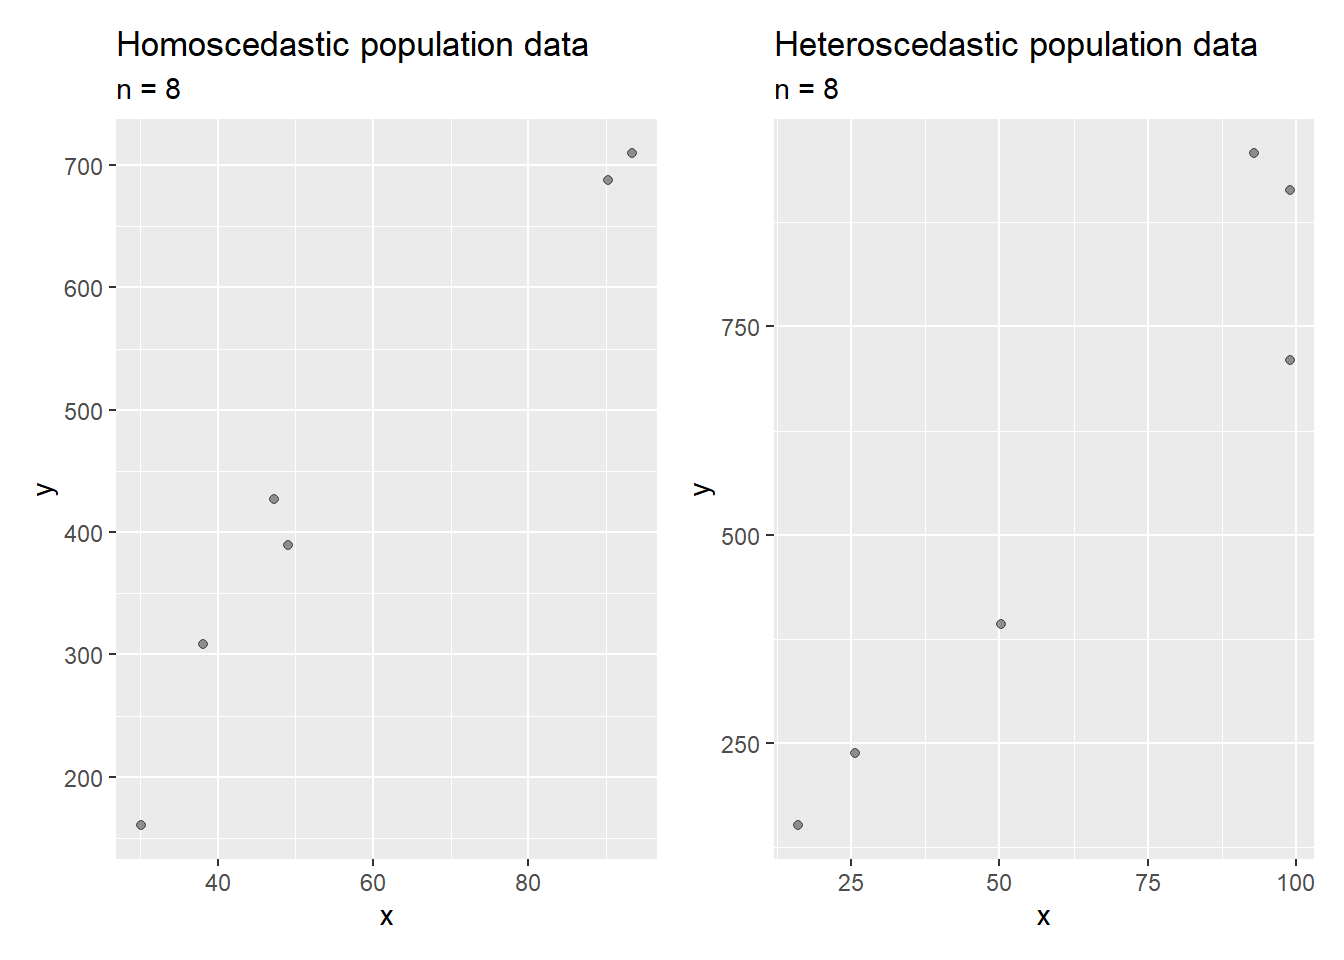 Homoscedastic population data
n = 8
700
600
500
400
300
200
y
40 60 80
x
Heteroscedastic population data
n = 8
750
500
250
y
25 50 75 100
x